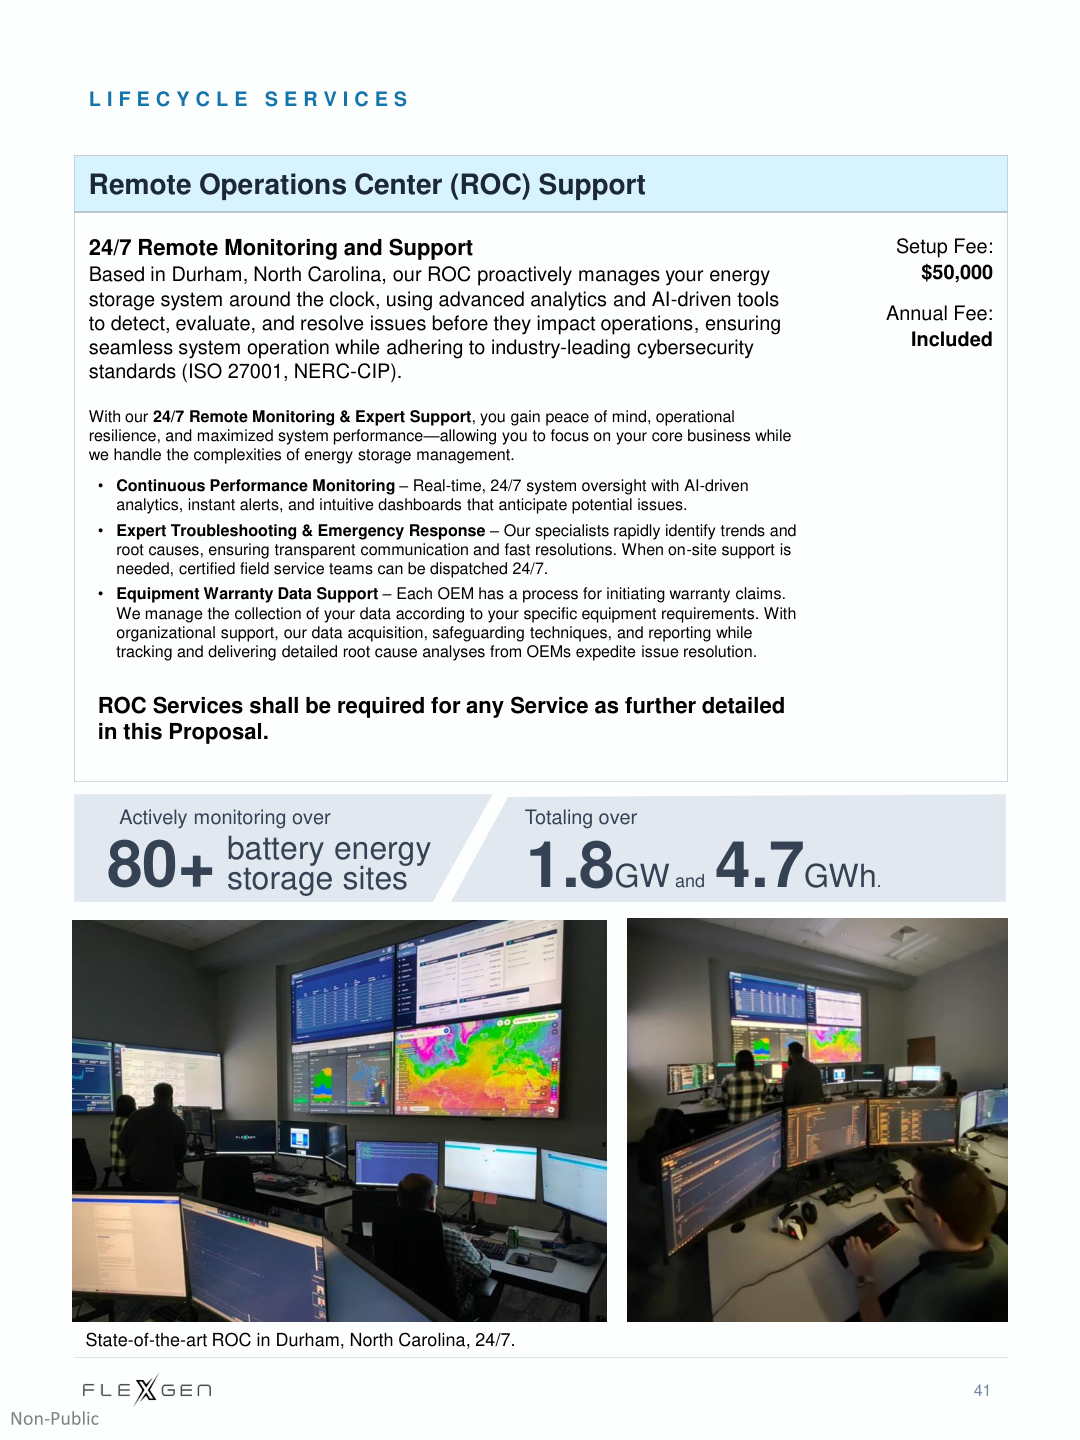 LIFECYCLE SERVICES
Remote Operations Center (ROC) Support
24/7 Remote Monitoring and Support
Based in Durham, North Carolina, our ROC proactively manages your energy
storage system around the clock, using advanced analytics and AI-driven tools
to detect, evaluate, and resolve issues before they impact operations, ensuring
seamless system operation while adhering to industry-leading cybersecurity
standards (ISO 27001, NERC-CIP).
Setup Fee:
$50,000
Annual Fee:
Included
With our 24/7 Remote Monitoring & Expert Support, you gain peace of mind, operational
resilience, and maximized system performance—allowing you to focus on your core business while
we handle the complexities of energy storage management.
• Continuous Performance Monitoring – Real-time, 24/7 system oversight with AI-driven
analytics, instant alerts, and intuitive dashboards that anticipate potential issues.
• Expert Troubleshooting & Emergency Response – Our specialists rapidly identify trends and
root causes, ensuring transparent communication and fast resolutions. When on-site support is
needed, certified field service teams can be dispatched 24/7.
• Equipment Warranty Data Support – Each OEM has a process for initiating warranty claims.
We manage the collection of your data according to your specific equipment requirements. With
organizational support, our data acquisition, safeguarding techniques, and reporting while
tracking and delivering detailed root cause analyses from OEMs expedite issue resolution.
ROC Services shall be required for any Service as further detailed
in this Proposal.
Actively monitoring over
80+ battery energy
storage sites
Totaling over
1.8GW and 4.7GWh.
FLEXGEN
State-of-the-art ROC in Durham, North Carolina, 24/7.
FLEXGEN
41
Non-Public